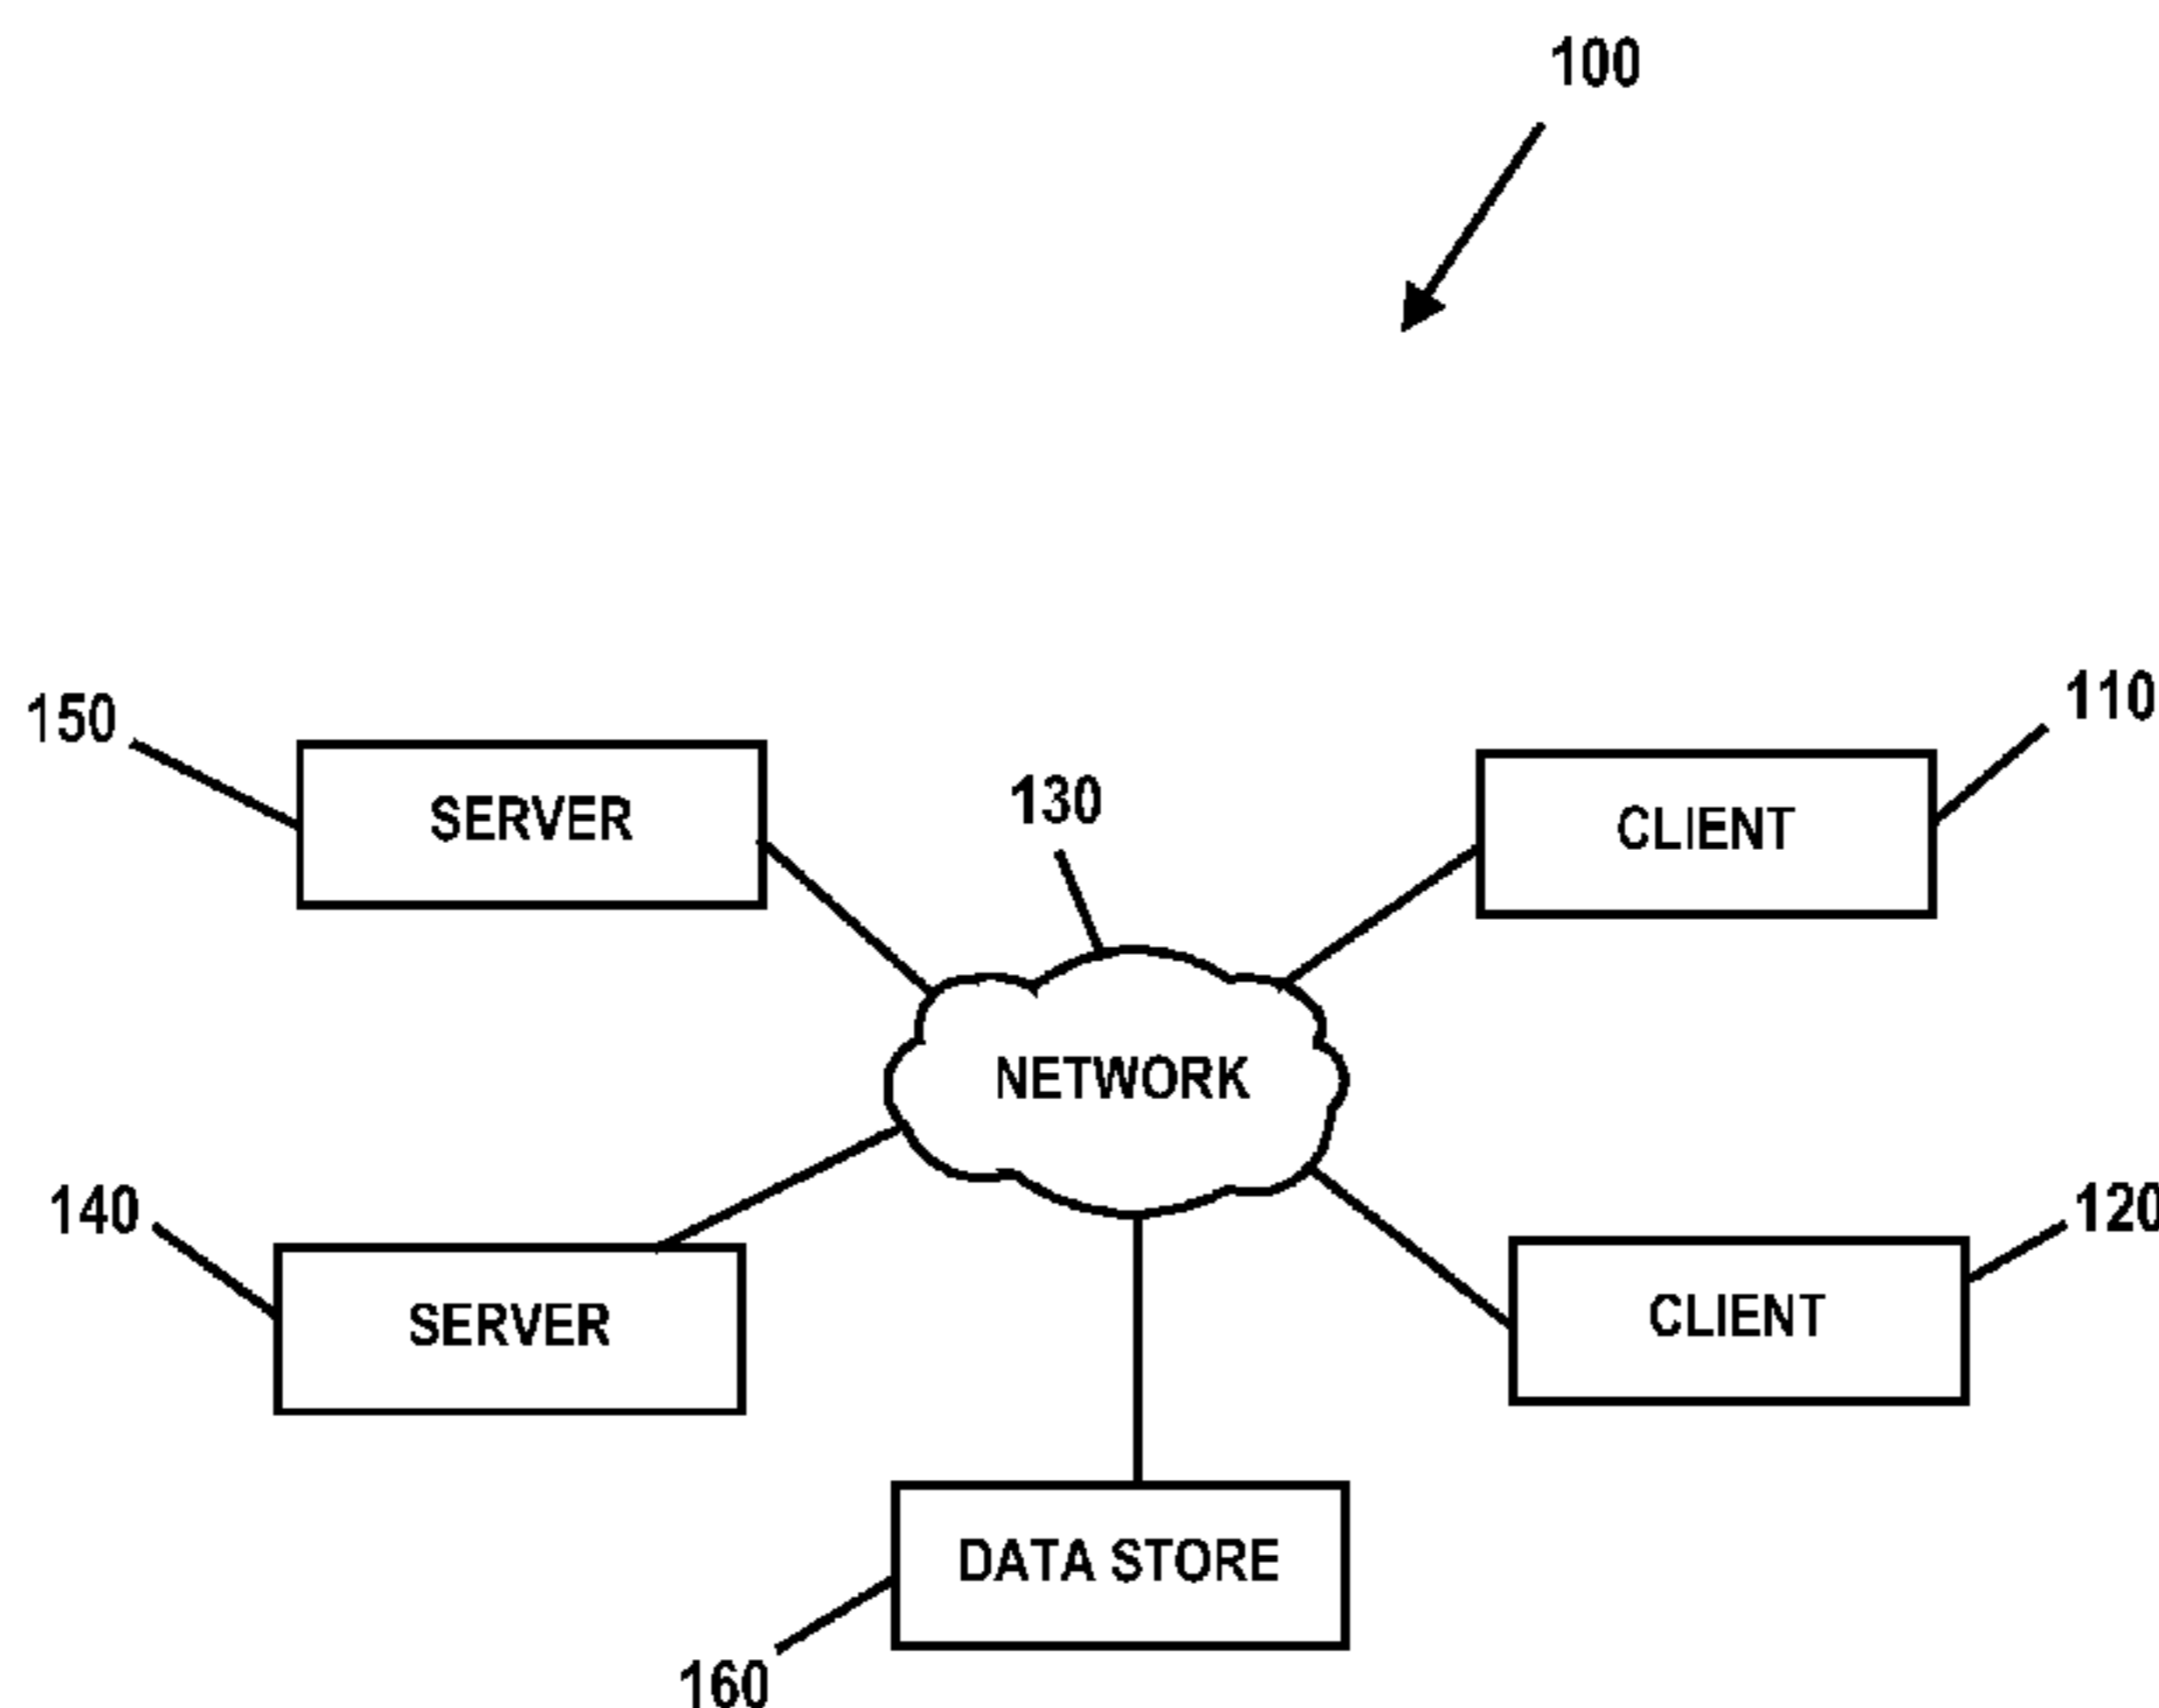 100
150
110
SERVER
130
CLIENT
NETWORK
140
120
SERVER
CLIENT
DATA STORE
160